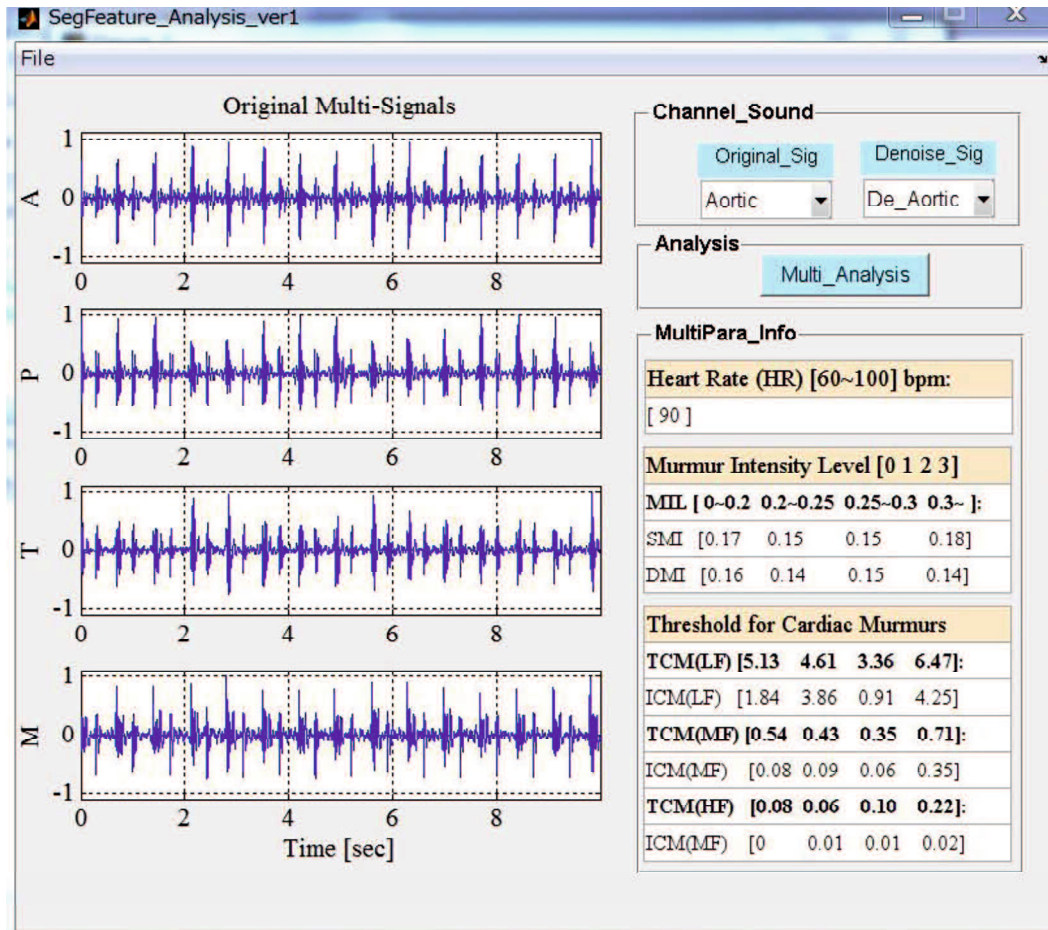 SegFeature_Analysis_ver1
File
Original Multi-Signals
A
1
0
-1
0 2 4 6 8
P
1
0
-1
0 2 4 6 8
T
1
0
-1
0 2 4 6 8
M
1
0
-1
0 2 4 6 8
Time [sec]
Channel_Sound
Original_Sig Denoise_Sig
Aortic De_Aortic
Analysis
Multi_Analysis
MultiPara_Info
Heart Rate (HR) [60~100] bpm:
[ 90 ]
Murmur Intensity Level [0 1 2 3]
MIL [ 0~0.2 0.2~0.25 0.25~0.3 0.3~ ]:
SMI [0.17 0.15 0.15 0.18]
DMI [0.16 0.14 0.15 0.14]
Threshold for Cardiac Murmurs
TCM(LF) [5.13 4.61 3.36 6.47]:
ICM(LF) [1.84 3.86 0.91 4.25]
TCM(MF) [0.54 0.43 0.35 0.71]:
ICM(MF) [0.08 0.09 0.06 0.35]
TCM(HF) [0.08 0.06 0.10 0.22]:
ICM(MF) [0 0.01 0.01 0.02]